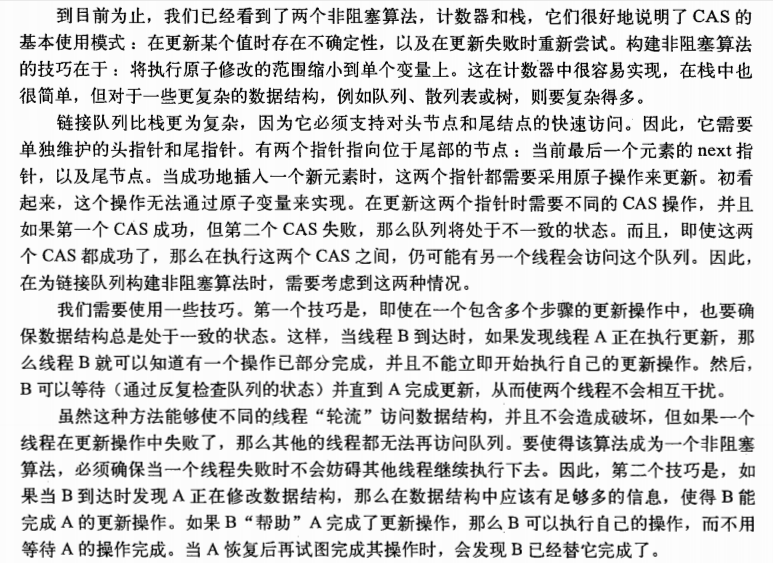 到目前为止，我们已经看到了两个非阻塞算法，计数器和栈，它们很好地说明了 CAS 的
基本使用模式：在更新某个值时存在不确定性，以及在更新失败时重新尝试。构建非阻塞算法
的技巧在于：将执行原子修改的范围缩小到单个变量上。这在计数器中很容易实现，在栈中也
很简单，但对于一些更复杂的数据结构，例如队列、散列表或树，则要复杂得多。
链接队列比栈更为复杂，因为它必须支持对头节点和尾结点的快速访问。因此，它需要
单独维护的头指针和尾指针。有两个指针指向位于尾部的节点：当前最后一个元素的 next 指
针，以及尾节点。当成功地插入一个新元素时，这两个指针都需要采用原子操作来更新。初看
起来，这个操作无法通过原子变量来实现。在更新这两个指针时需要不同的 CAS 操作，并且
如果第一个 CAS 成功，但第二个 CAS 失败，那么队列将处于不一致的状态。而且，即使这两
个 CAS 都成功了，那么在执行这两个 CAS 之间，仍可能有另一个线程会访问这个队列。因此，
在为链接队列构建非阻塞算法时，需要考虑到这两种情况。
我们需要使用一些技巧。第一个技巧是，即使在一个包含多个步骤的更新操作中，也要确
保数据结构总是处于一致的状态。这样，当线程 B 到达时，如果发现线程 A 正在执行更新，那
么线程 B 就可以知道有一个操作已部分完成，并且不能立即开始执行自己的更新操作。然后，
B 可以等待（通过反复检查队列的状态）并直到 A 完成更新，从而使两个线程不会相互干扰。
虽然这种方法能够使不同的线程“轮流”访问数据结构，并且不会造成破坏，但如果一个
线程在更新操作中失败了，那么其他的线程都无法再访问队列。要使得该算法成为一个非阻塞
算法，必须确保当一个线程失败时不会妨碍其他线程继续执行下去。因此，第二个技巧是，如
果当 B 到达时发现 A 正在修改数据结构，那么在数据结构中应该有足够多的信息，使得 B 能
完成 A 的更新操作。如果 B“帮助”A 完成了更新操作，那么 B 可以执行自己的操作，而不用
等待 A 的操作完成。当 A 恢复后再试图完成其操作时，会发现 B 已经替它完成了。